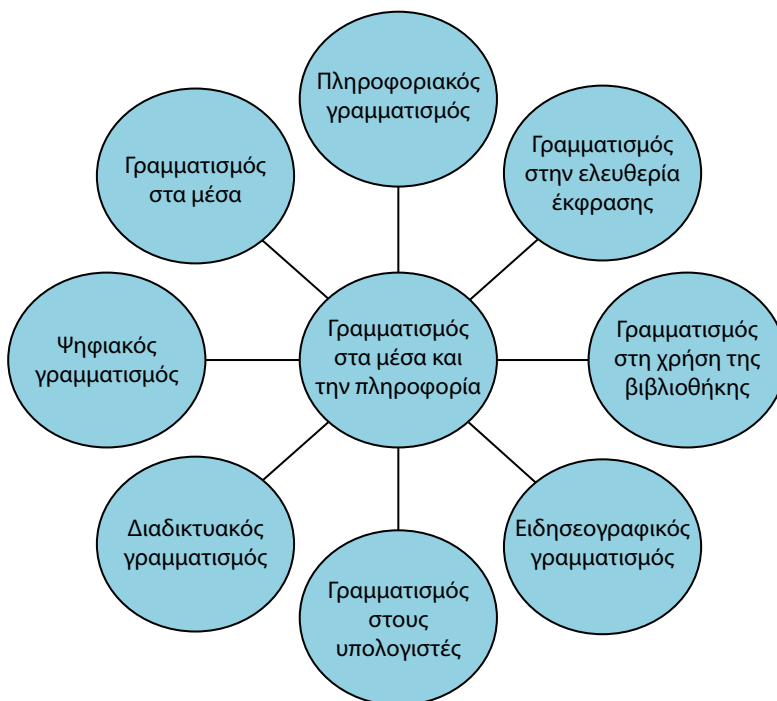 Πληροφοριακός
γραμματισμός
Γραμματισμός
στην ελευθερία
έκφρασης
Γραμματισμός
στα μέσα
Γραμματισμός
στα μέσα και
την πληροφορία
Γραμματισμός
στη χρήση της
βιβλιοθήκης
Ψηφιακός
γραμματισμός
Διαδικτυακός
γραμματισμός
Ειδησεογραφικός
γραμματισμός
Γραμματισμός
στους
υπολογιστές